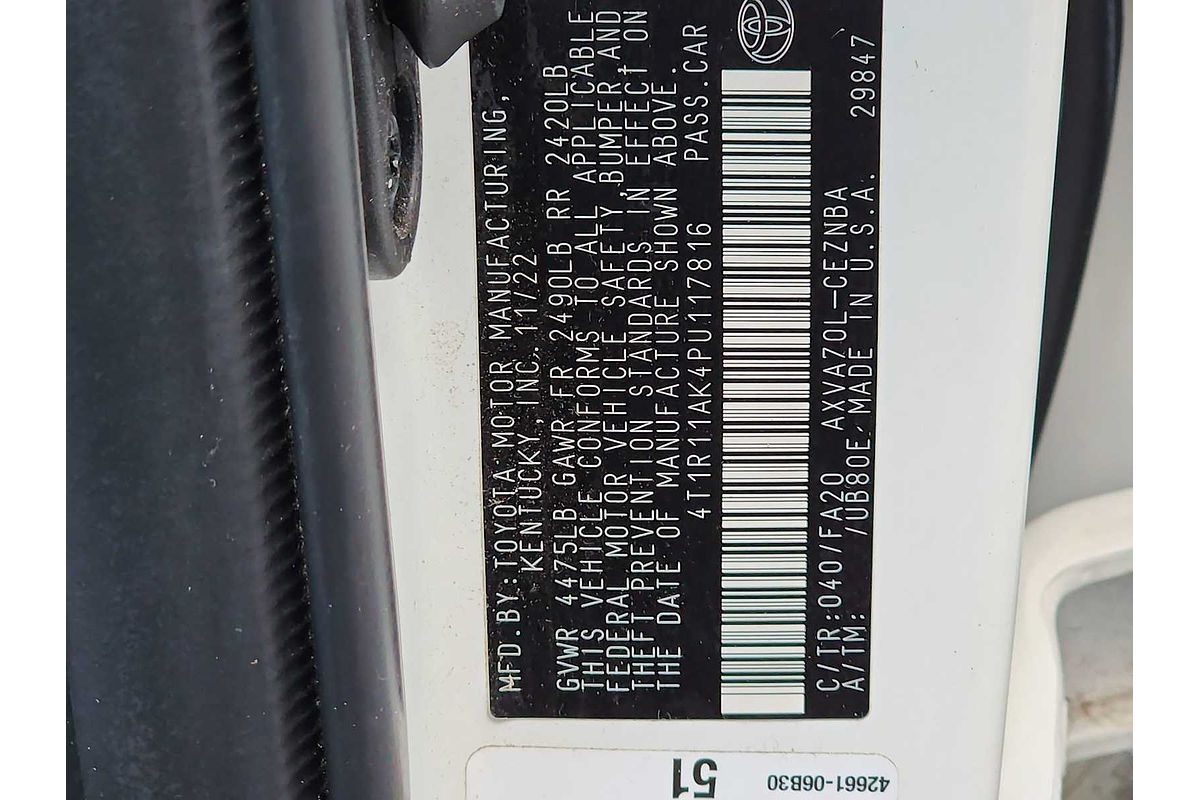 MFD.BY:TOYOTA MOTOR MANUFACTURING,
KENTUCKY,INC. 11/22
GVWR 4475LB GAWR FR 2490LB RR 2420LB
THIS VEHICLE CONFORMS TO ALL APPLICABLE
FEDERAL MOTOR VEHICLE SAFETY,BUMPER,AND
THEFT PREVENTION STANDARDS IN EFFECT ON
THE DATE OF MANUFACTURE SHOWN ABOVE.
4T1R11AK4PU117816 PASS.CAR
C/TR:040/FA20 AXVA70L-CEZNBA
A/TM: /UB80E,MADE IN U.S.A. 29847
51
42661-06B30